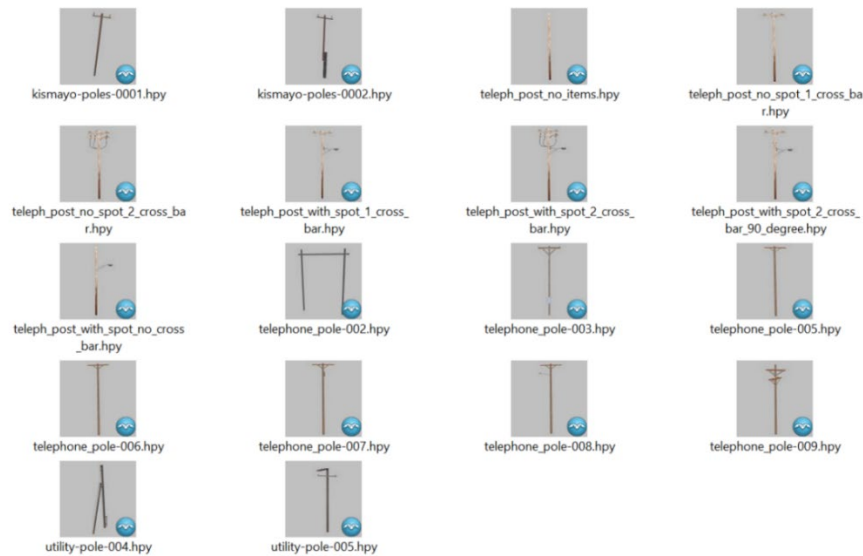 kismayo-poles-0001.hpy
kismayo-poles-0002.hpy
teleph_post_no_items.hpy
teleph_post_no_spot_1_cross_ba
r.hpy
teleph_post_no_spot_2_cross_ba
r.hpy
teleph_post_with_spot_1_cross_
bar.hpy
teleph_post_with_spot_2_cross_
bar.hpy
teleph_post_with_spot_2_cross_
bar_90_degree.hpy
teleph_post_with_spot_no_cross
_bar.hpy
telephone_pole-002.hpy
telephone_pole-003.hpy
telephone_pole-005.hpy
telephone_pole-006.hpy
telephone_pole-007.hpy
telephone_pole-008.hpy
telephone_pole-009.hpy
utility-pole-004.hpy
utility-pole-005.hpy